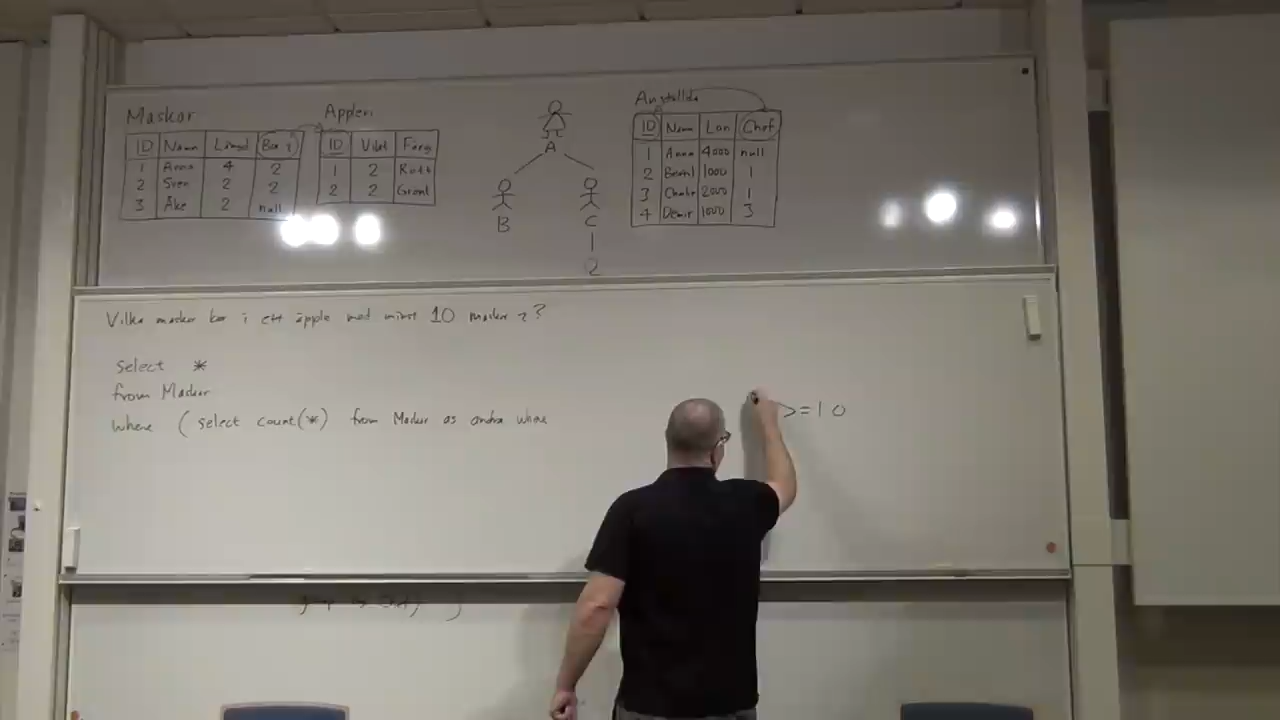 Maskar
ID Namn Längd Bor i
1 Anna 4 2
2 Sven 2 2
3 Åke 2 null
Äpplen
ID Vikt Färg
1 2 Rött
2 2 Grönt
A
B C
Anställda
ID Namn Lön Chef
1 Anna 4000 null
2 Bertil 1000 1
3 2000 1
4 Demir 1000 3
Vilka maskar bor i ett äpple med minst 10 maskar i?
select *
from Maskar
where ( select count(*) from Maskar as andra where >=10